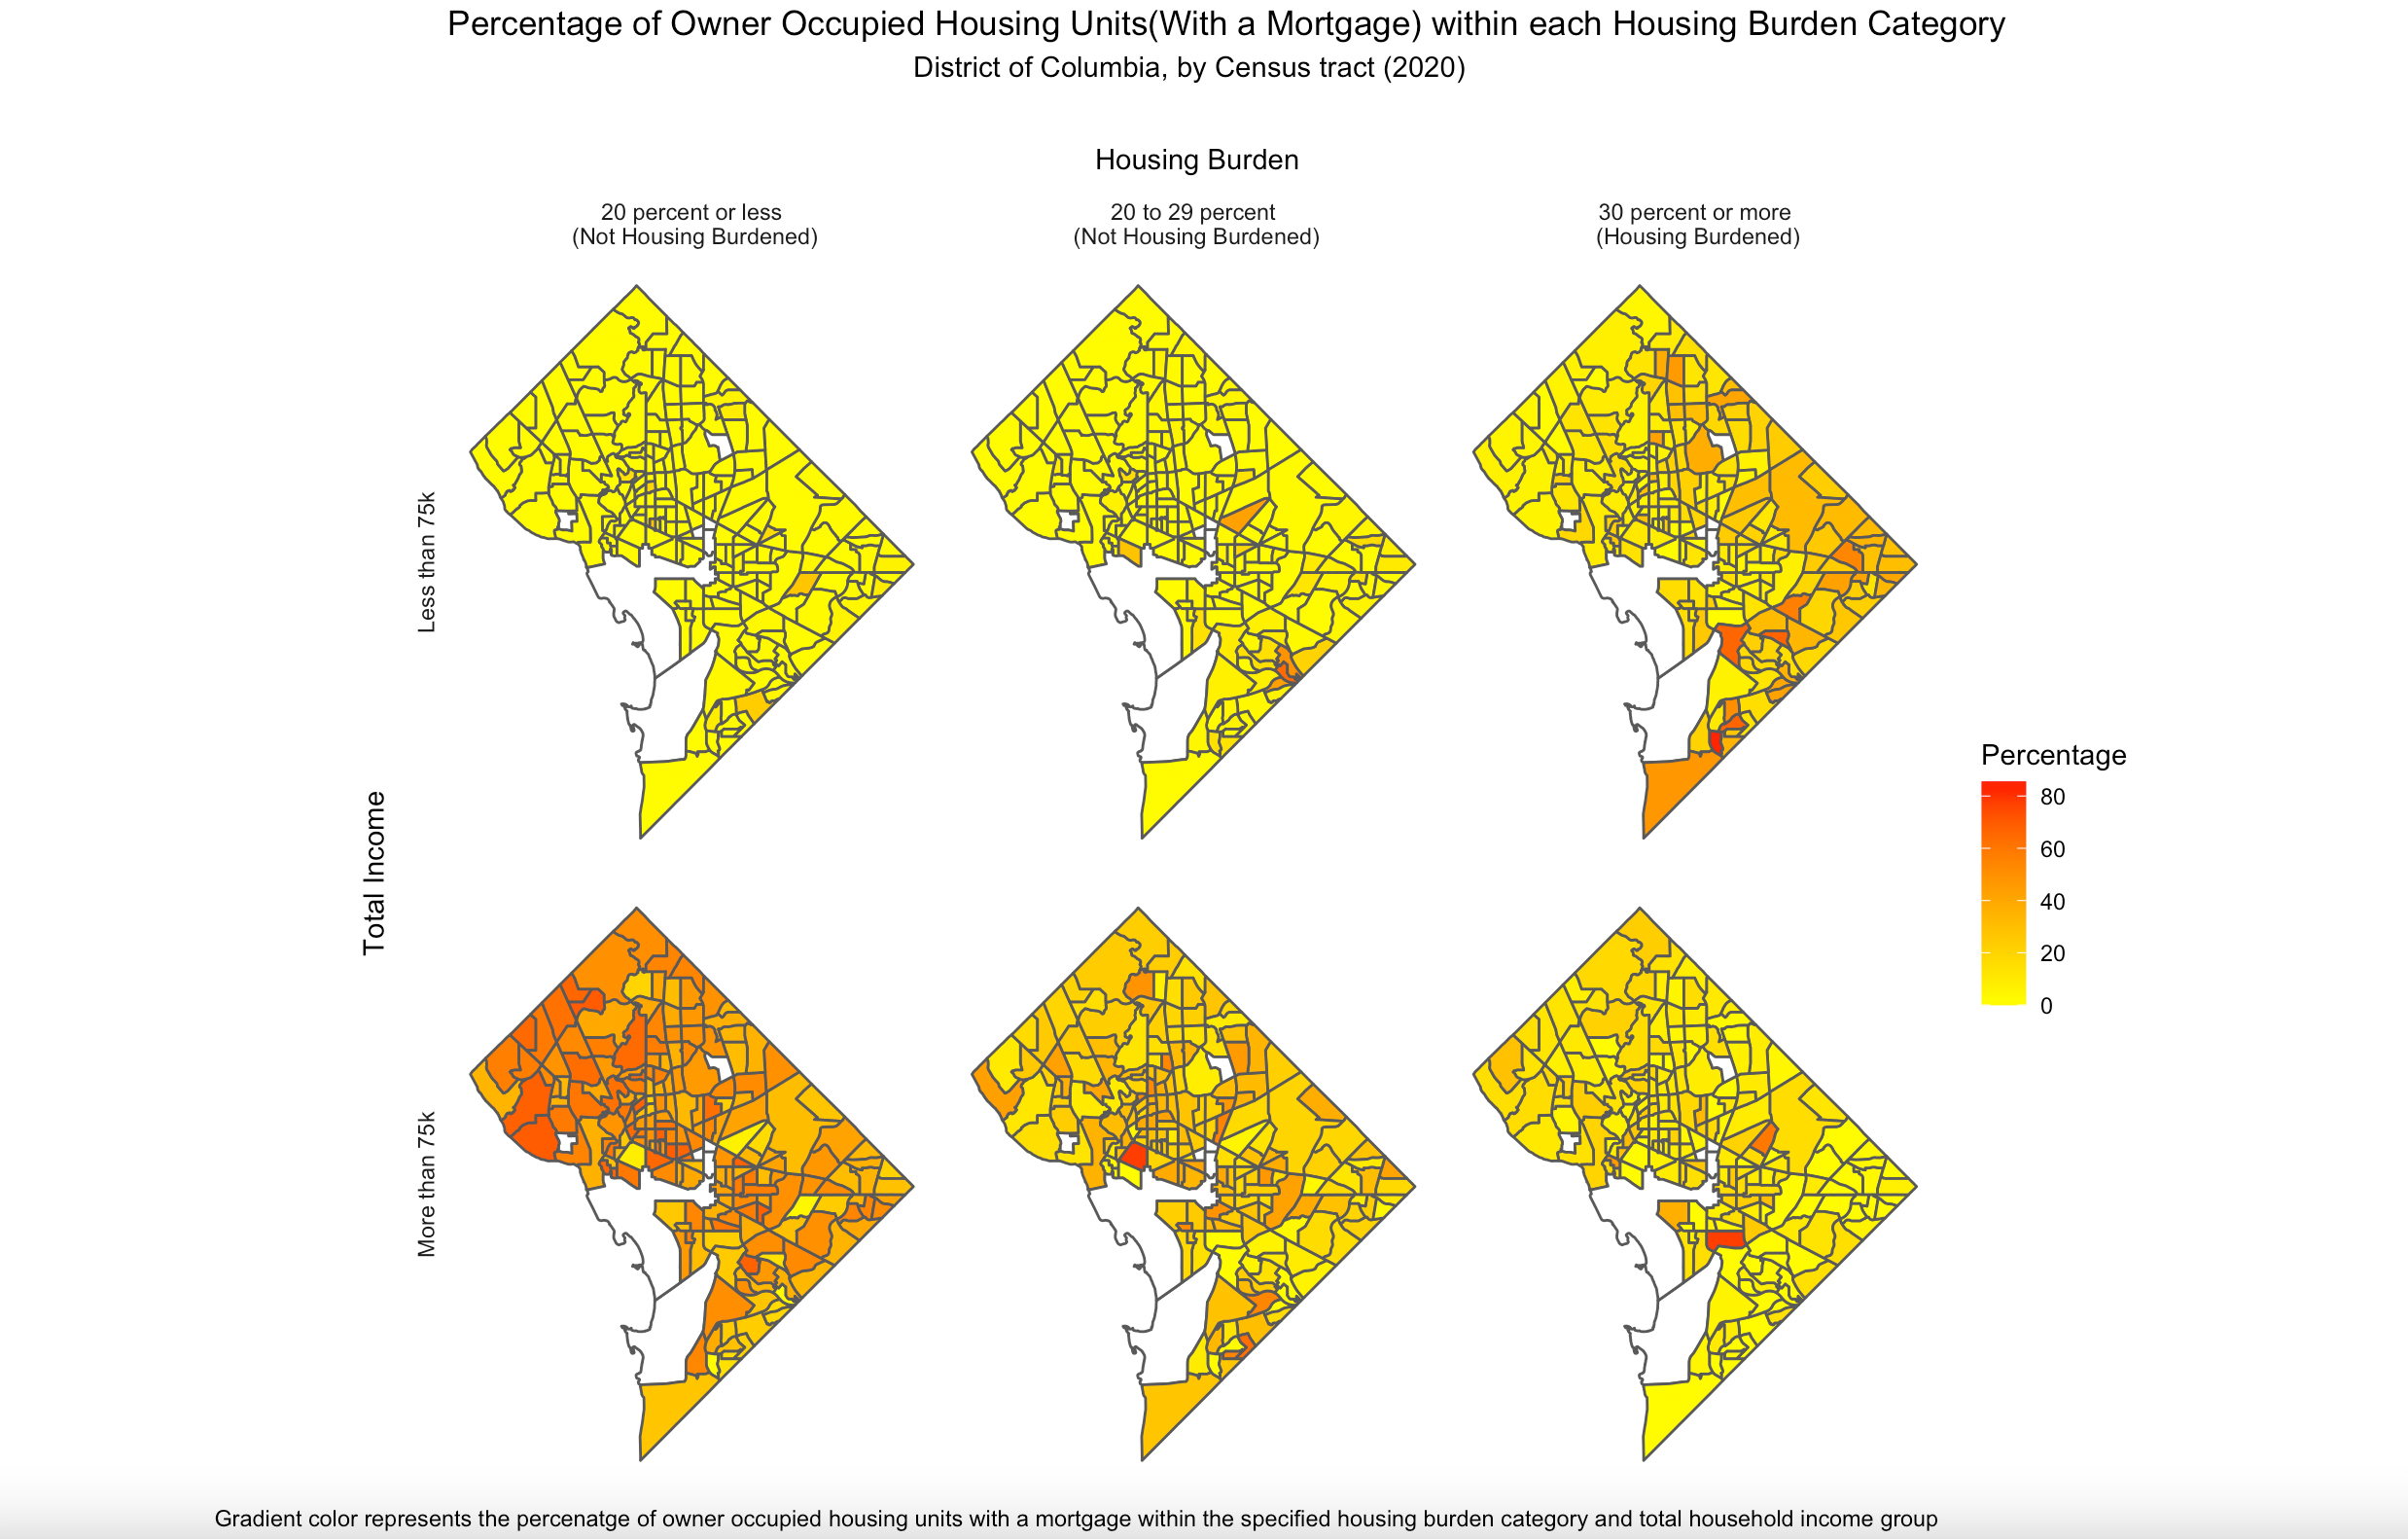 Percentage of Owner Occupied Housing Units(With a Mortgage) within each Housing Burden Category
District of Columbia, by Census tract (2020)
Housing Burden
20 percent or less
(Not Housing Burdened)
20 to 29 percent
(Not Housing Burdened)
30 percent or more
(Housing Burdened)
Total Income
Less than 75k
More than 75k
Percentage
80
60
40
20
0
Gradient color represents the percenatge of owner occupied housing units with a mortgage within the specified housing burden category and total household income group